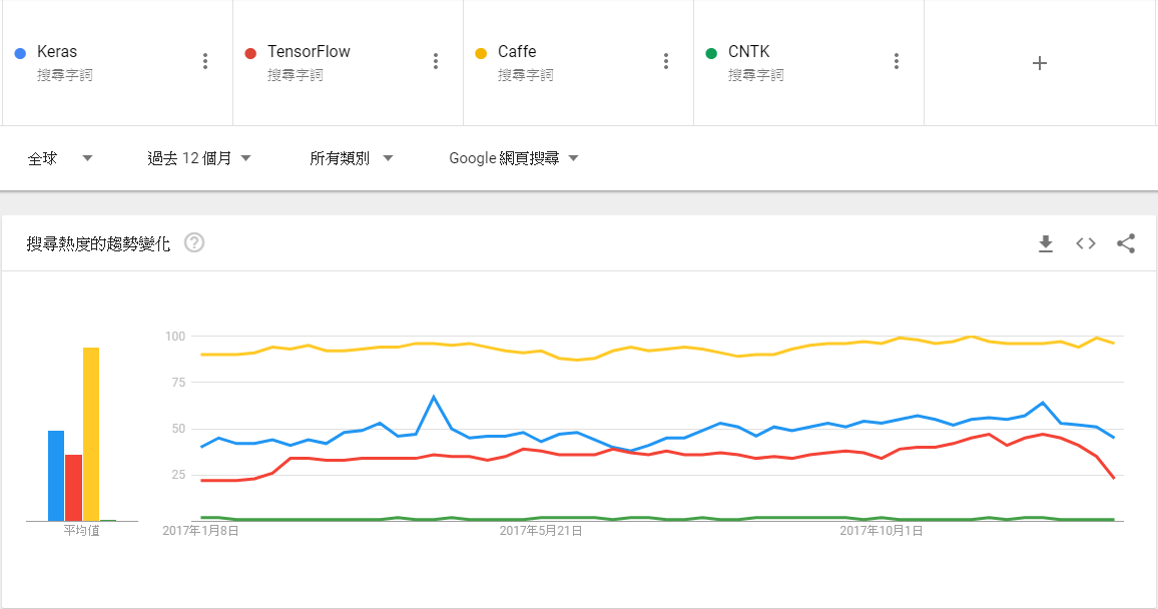 Keras
搜尋字詞
TensorFlow
搜尋字詞
Caffe
搜尋字詞
CNTK
搜尋字詞
+
全球
過去 12 個月
所有類別
Google 網頁搜尋
搜尋熱度的趨勢變化
?
100
75
50
25
平均值
2017年1月8日
2017年5月21日
2017年10月1日